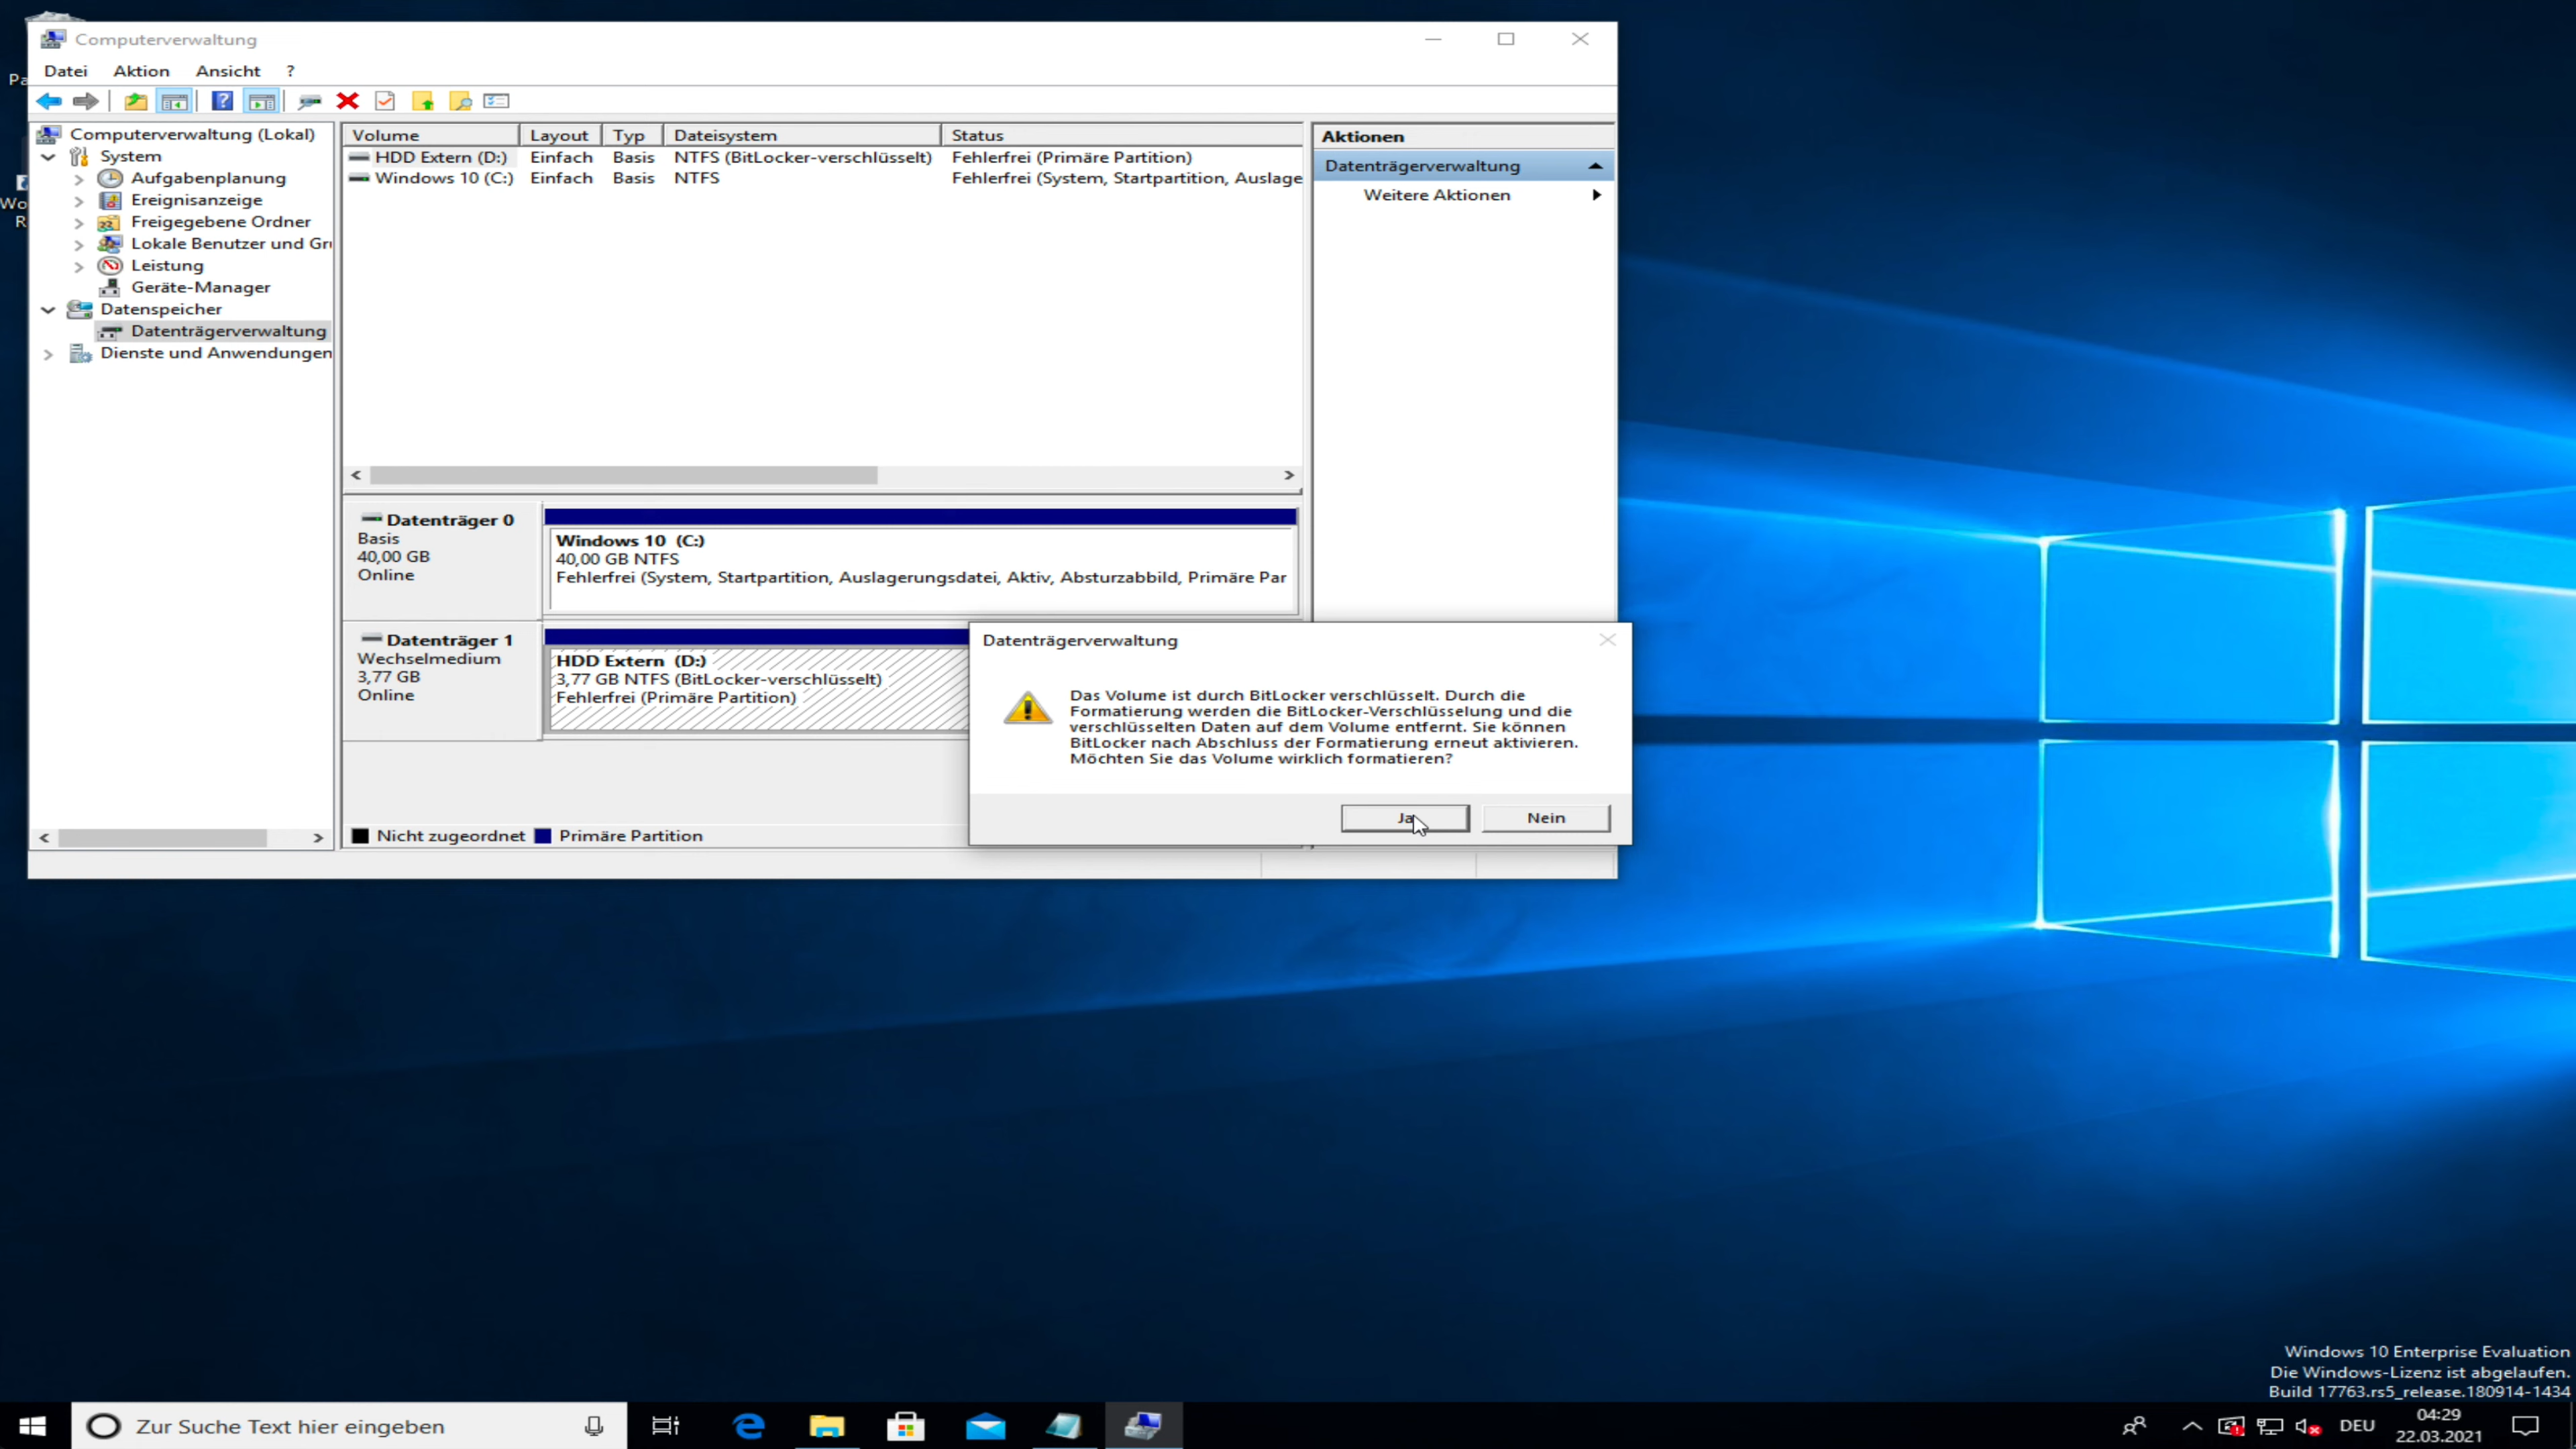 Computerverwaltung
Datei Aktion Ansicht ?
Computerverwaltung (Lokal)
System
Aufgabenplanung
Ereignisanzeige
Freigegebene Ordner
Lokale Benutzer und Gru
Leistung
Geräte-Manager
Datenspeicher
Datenträgerverwaltung
Dienste und Anwendungen
Volume Layout Typ Dateisystem Status
HDD Extern (D:) Einfach Basis NTFS (BitLocker-verschlüsselt) Fehlerfrei (Primäre Partition)
Windows 10 (C:) Einfach Basis NTFS Fehlerfrei (System, Startpartition, Auslage
Aktionen
Datenträgerverwaltung
Weitere Aktionen
Datenträger 0
Basis
40,00 GB
Online
Windows 10 (C:)
40,00 GB NTFS
Fehlerfrei (System, Startpartition, Auslagerungsdatei, Aktiv, Absturzabbild, Primäre Par
Datenträger 1
Wechselmedium
3,77 GB
Online
HDD Extern (D:)
3,77 GB NTFS (BitLocker-verschlüsselt)
Fehlerfrei (Primäre Partition)
Nicht zugeordnet Primäre Partition
Datenträgerverwaltung
Das Volume ist durch BitLocker verschlüsselt. Durch die
Formatierung werden die BitLocker-Verschlüsselung und die
verschlüsselten Daten auf dem Volume entfernt. Sie können
BitLocker nach Abschluss der Formatierung erneut aktivieren.
Möchten Sie das Volume wirklich formatieren?
Ja Nein
Pa
Wo
R
Windows 10 Enterprise Evaluation
Die Windows-Lizenz ist abgelaufen.
Build 17763.rs5_release.180914-1434
Zur Suche Text hier eingeben
DEU
04:29
22.03.2021